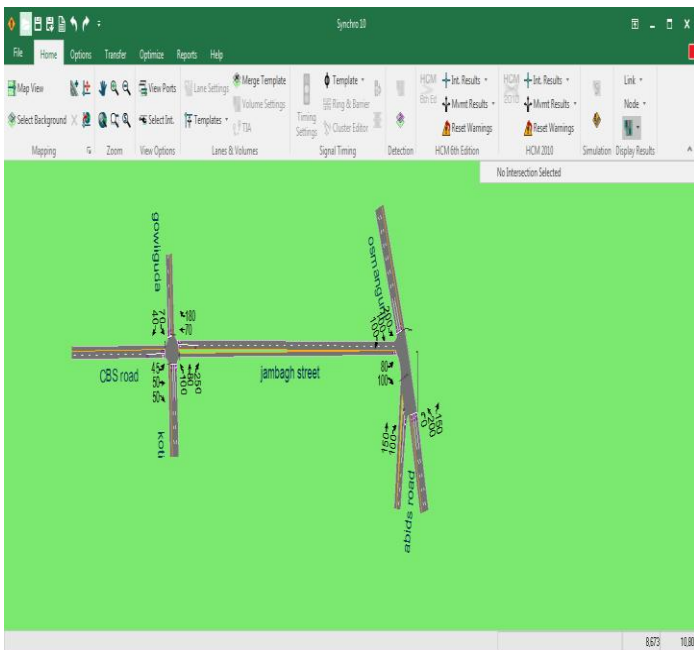 Synchro 10
File Home Options Transfer Optimize Reports Help
Map View View Ports Lane Settings Merge Template Template HCM 6th Ed Int. Results HCM 2010 Int. Results Link
Volume Settings Ring & Barrier Timing Settings Mvmt Results Mvmt Results Node
Select Background Select Int. Templates TIA Cluster Editor Reset Warnings Reset Warnings
Mapping Zoom View Options Lanes & Volumes Signal Timing Detection HCM 6th Edition HCM 2010 Simulation Display Results
No Intersection Selected
gowliguda
180
70
70
40
200
100
CBS road
45
50
50
100
250
jambagh street
80
100
koti
150
100
150
200
abids road
8,673 10,80